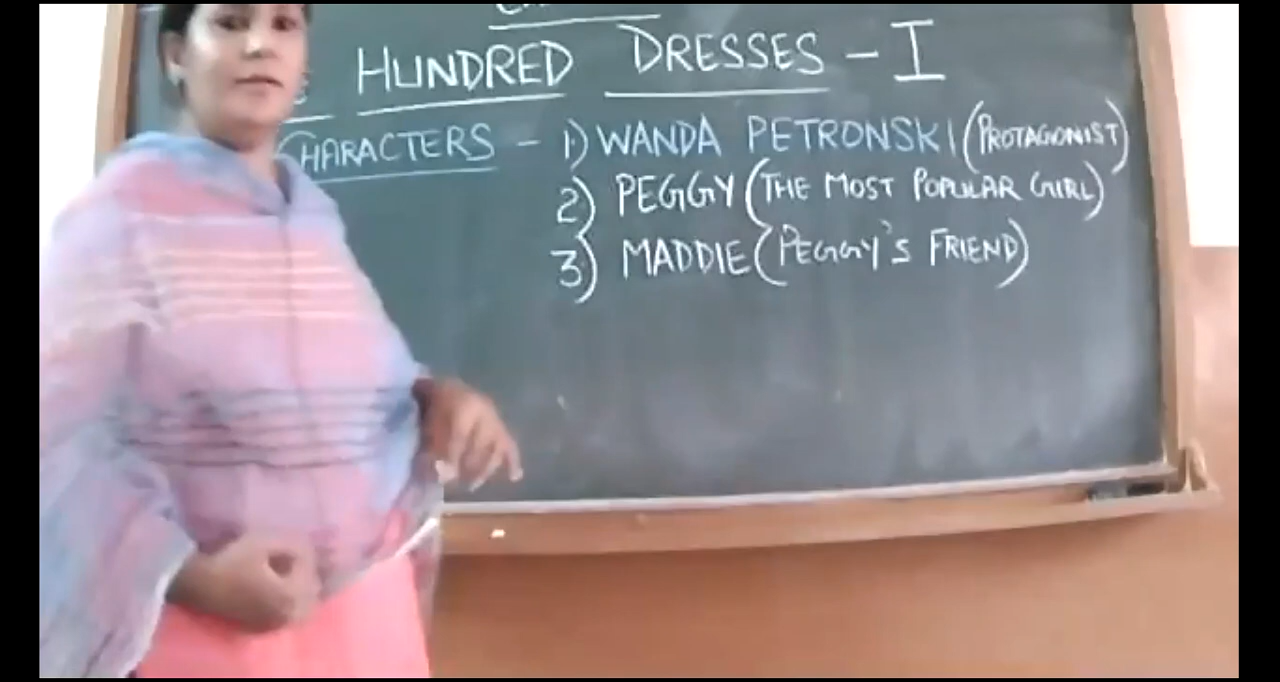 HUNDRED DRESSES - I
CHARACTERS - 1) WANDA PETRONSKI (PROTAGONIST)
2) PEGGY (THE MOST POPULAR GIRL)
3) MADDIE (PEGGY'S FRIEND)